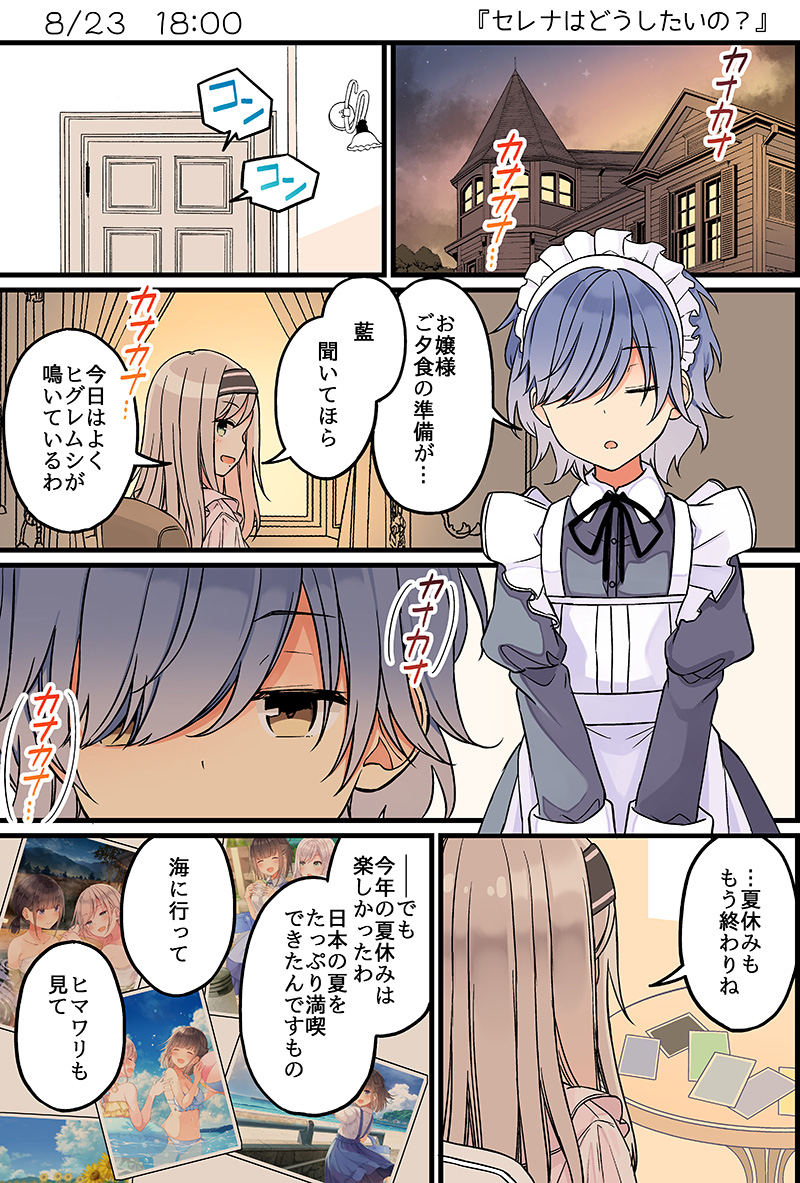 8/23 18:00
『セレナはどうしたいの？』
カナカナ
カナカナ…
コン
コン
お嬢様
ご夕食の準備が…
藍
聞いてほら
カナカナ…
今日はよく
ヒグレムシが
鳴いているわ
カナカナ
カナカナ…
…夏休みも
もう終わりね
――でも
今年の夏休みは
楽しかったわ
日本の夏を
たっぷり満喫
できたんですもの
海に行って
ヒマワリも
見て